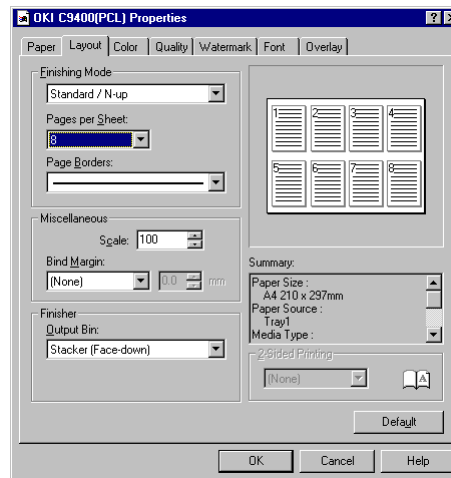 OKI C9400(PCL) Properties
Paper Layout Color Quality Watermark Font Overlay
Finishing Mode
Standard / N-up
Pages per Sheet:
8
Page Borders:
1 2 3 4
5 6 7 8
Miscellaneous
Scale: 100
Bind Margin:
(None) 0.0 mm
Summary:
Paper Size :
A4 210 x 297mm
Paper Source :
Tray1
Media Type :
Finisher
Output Bin:
Stacker (Face-down)
2-Sided Printing
(None) A
Default
OK Cancel Help